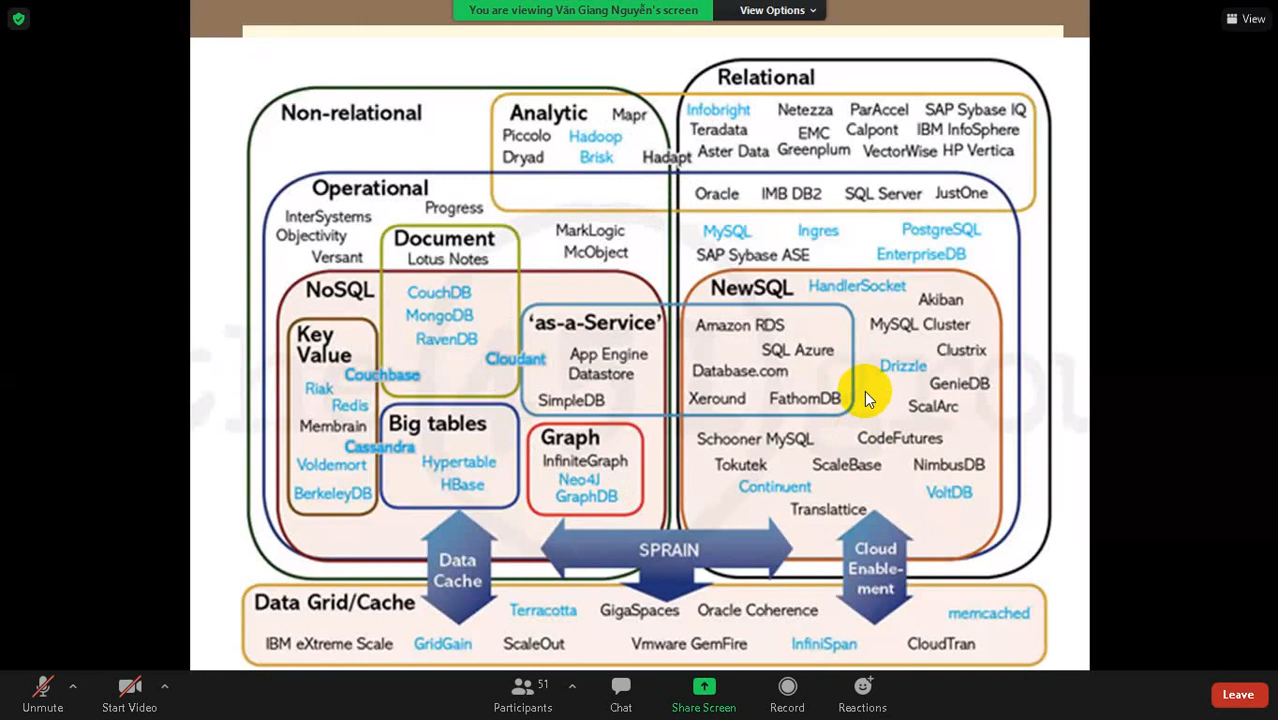 You are viewing Văn Giang Nguyễn's screen
View Options
View
Relational
Non-relational
Analytic
Mapr
Piccolo Hadoop
Dryad Brisk Hadapt
Infobright Netezza ParAccel SAP Sybase IQ
Teradata EMC Calpont IBM InfoSphere
Aster Data Greenplum VectorWise HP Vertica
Operational
Oracle IMB DB2 SQL Server JustOne
InterSystems Progress
Objectivity
Versant
MarkLogic
McObject
MySQL Ingres PostgreSQL
SAP Sybase ASE EnterpriseDB
Document
Lotus Notes
CouchDB
MongoDB
RavenDB
NoSQL
Key
Value
Couchbase
Riak
Redis
Membrain
Cassandra
Voldemort
BerkeleyDB
Big tables
Hypertable
HBase
'as-a-Service'
Cloudant
App Engine
Datastore
SimpleDB
Graph
InfiniteGraph
Neo4J
GraphDB
NewSQL HandlerSocket
Akiban
Amazon RDS MySQL Cluster
SQL Azure Clustrix
Database.com Drizzle
GenieDB
Xeround FathomDB ScalArc
Schooner MySQL CodeFutures
Tokutek ScaleBase NimbusDB
Continuent VoltDB
Translattice
Data
Cache
SPRAIN
Cloud
Enable-
ment
Data Grid/Cache Terracotta GigaSpaces Oracle Coherence memcached
IBM eXtreme Scale GridGain ScaleOut Vmware GemFire InfiniSpan CloudTran
Unmute
Start Video
51
Participants
Chat
Share Screen
Record
Reactions
Leave